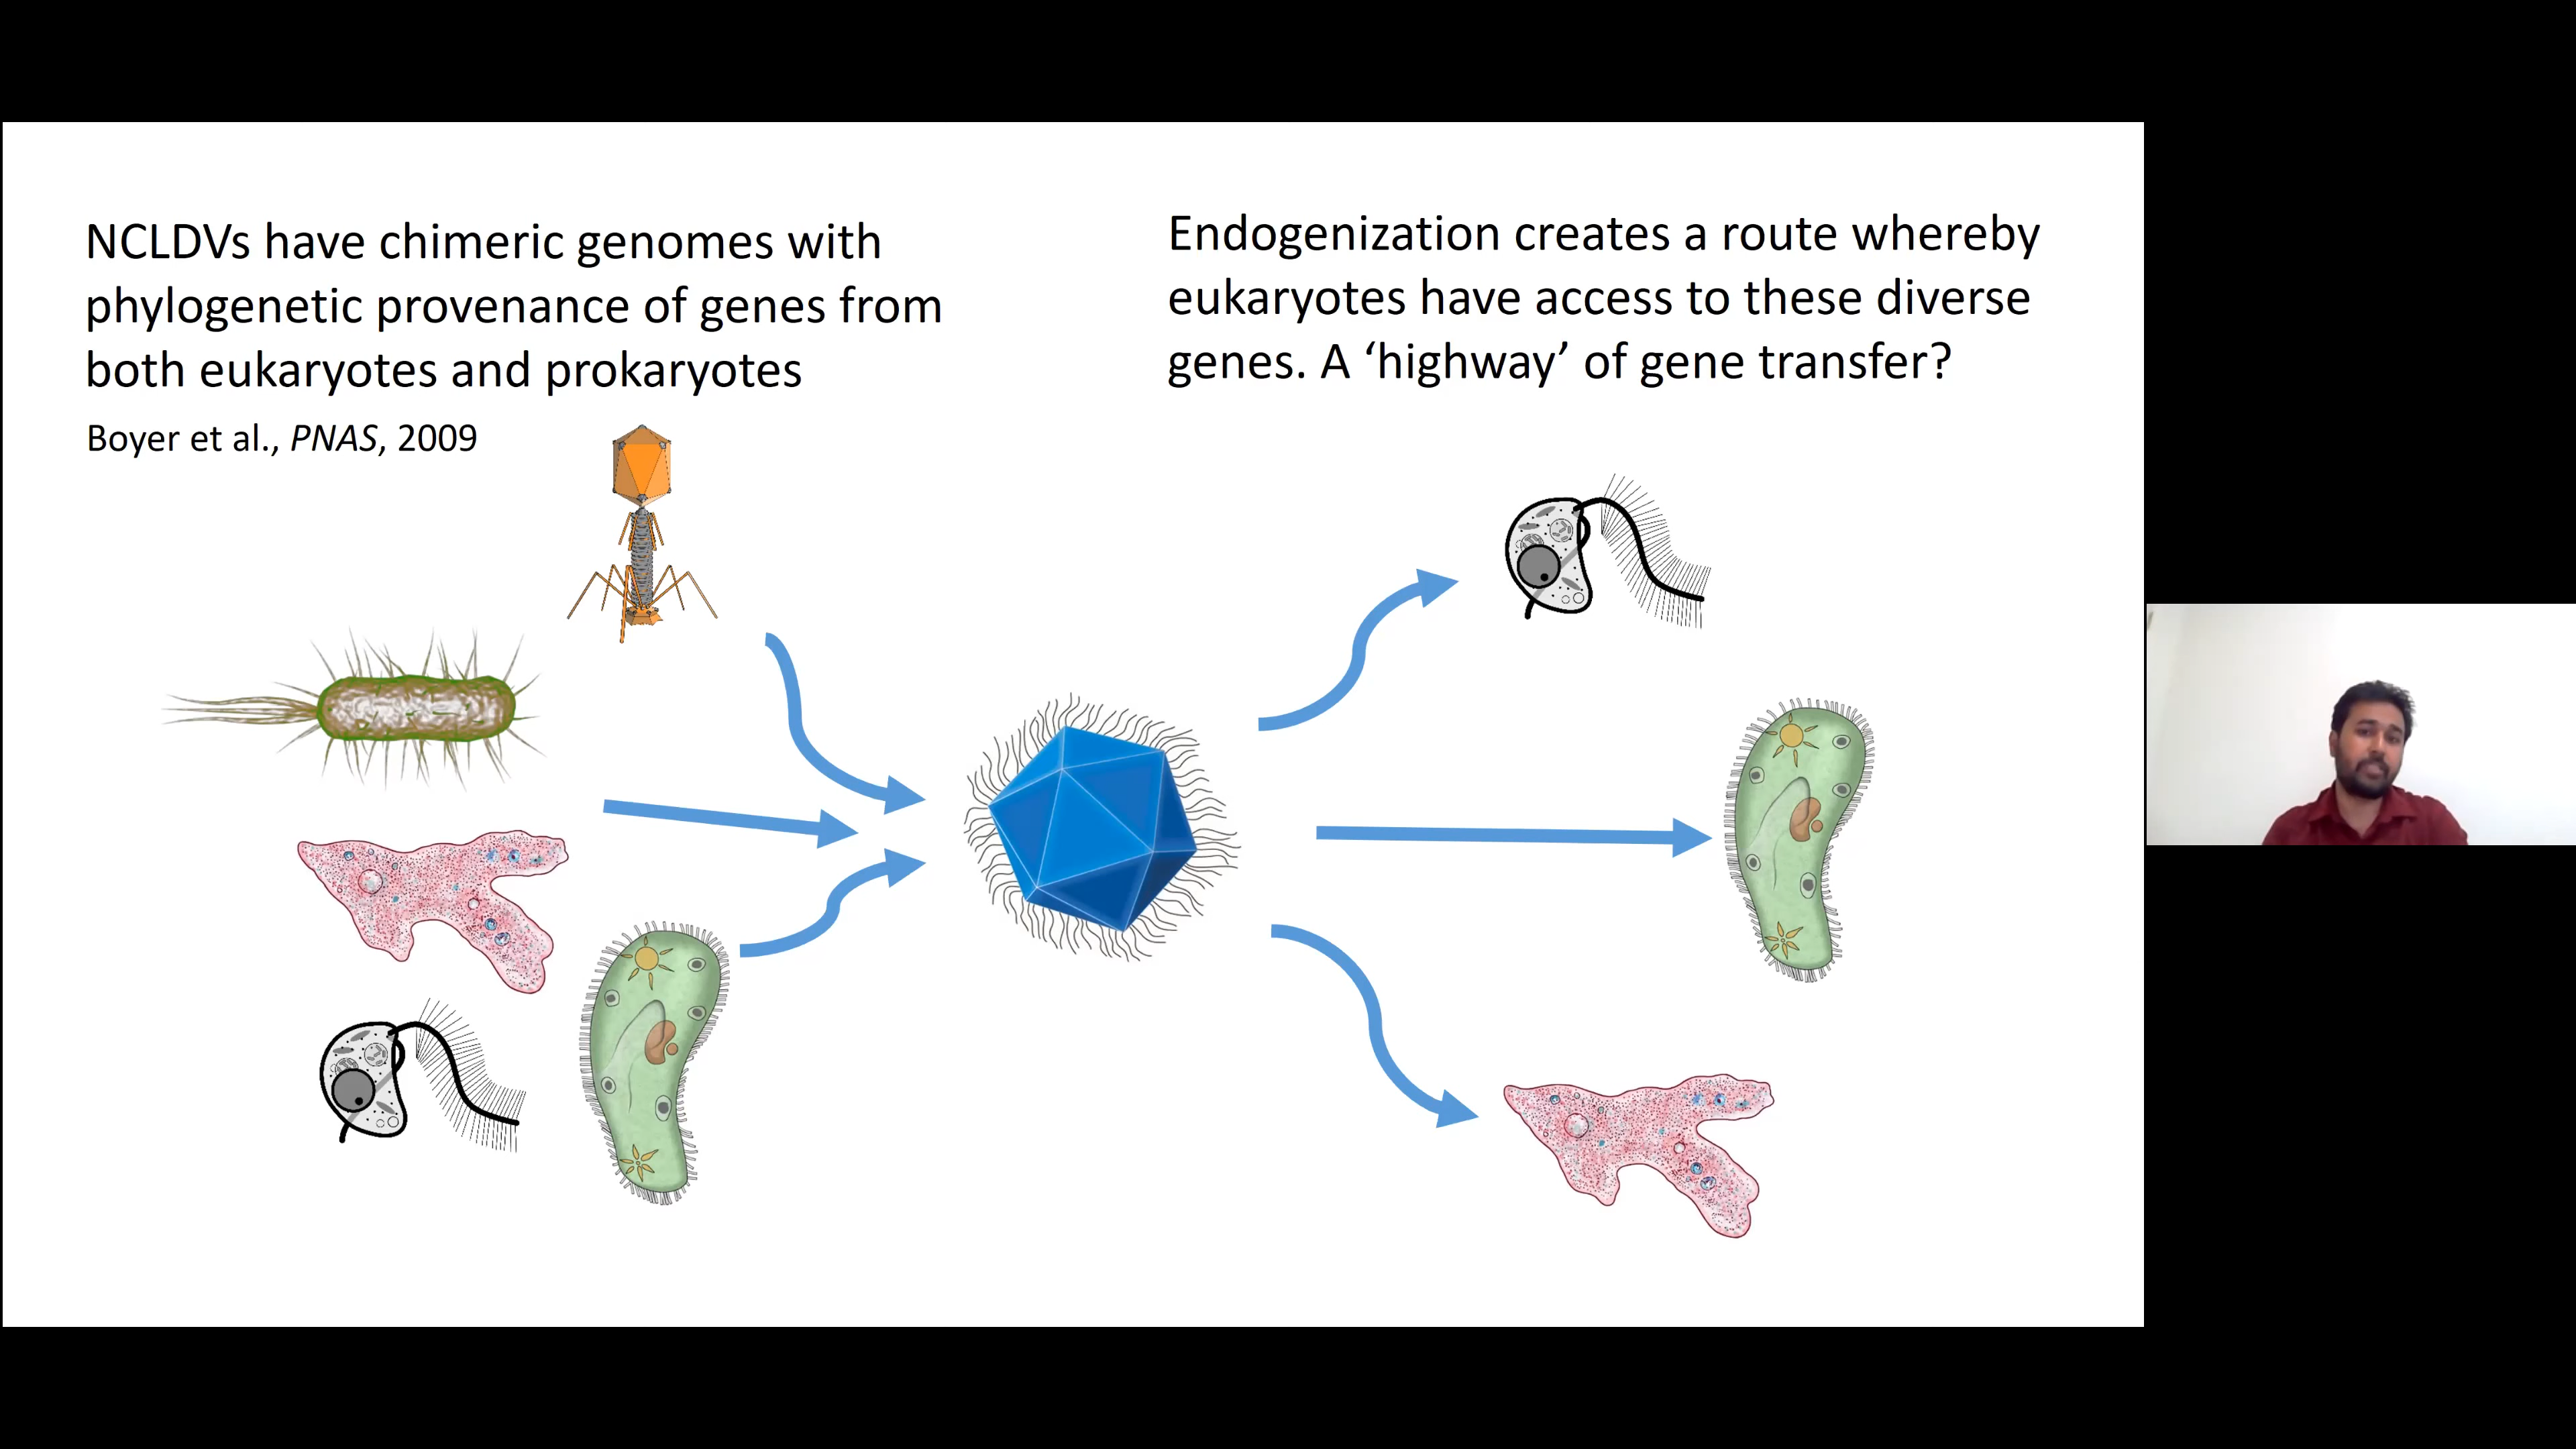 NCLDVs have chimeric genomes with
phylogenetic provenance of genes from
both eukaryotes and prokaryotes
Boyer et al., PNAS, 2009
Endogenization creates a route whereby
eukaryotes have access to these diverse
genes. A ‘highway’ of gene transfer?